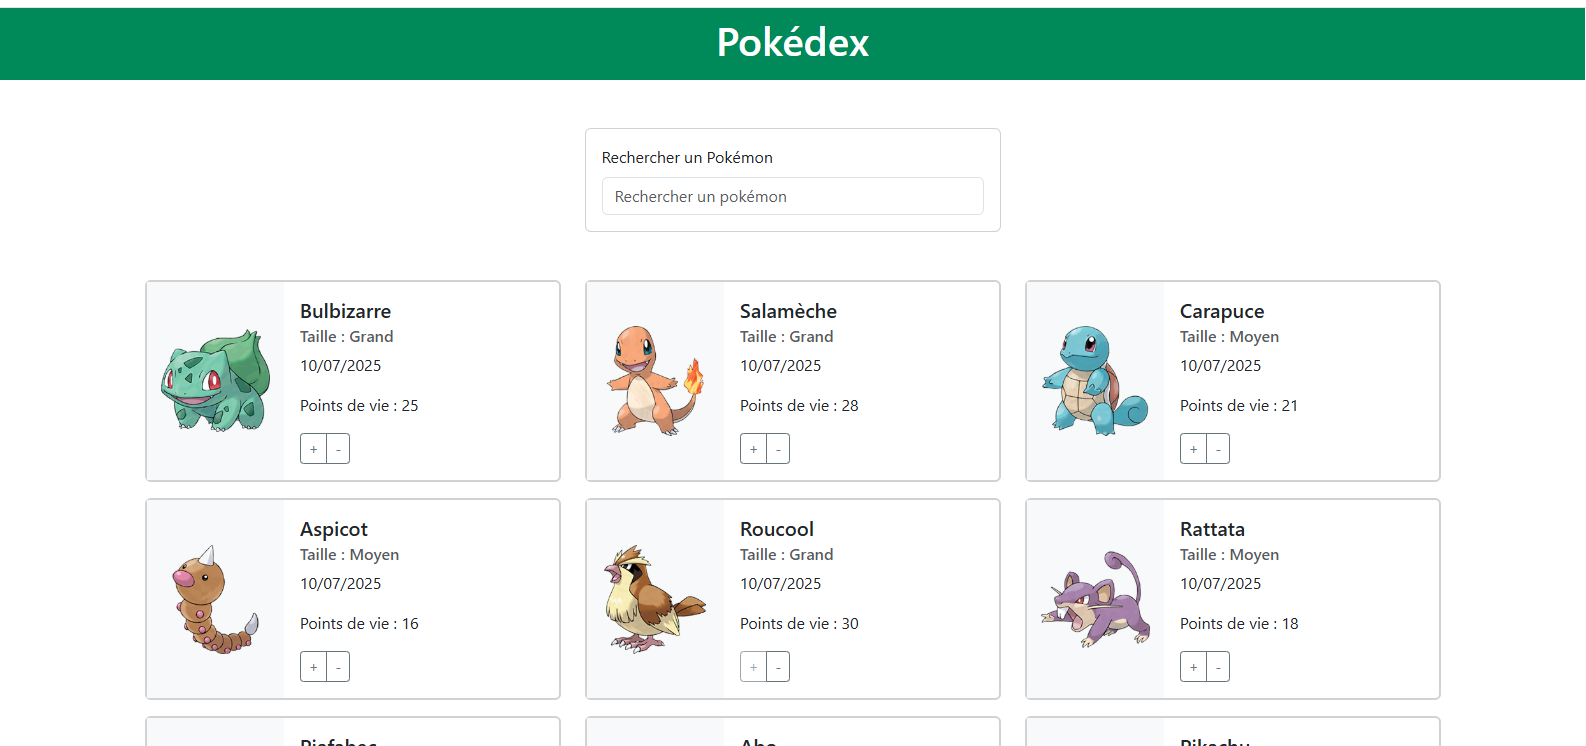 Pokédex
Rechercher un Pokémon
Rechercher un pokémon
Bulbizarre
Taille : Grand
10/07/2025
Points de vie : 25
+ -
Salamèche
Taille : Grand
10/07/2025
Points de vie : 28
+ -
Carapuce
Taille : Moyen
10/07/2025
Points de vie : 21
+ -
Aspicot
Taille : Moyen
10/07/2025
Points de vie : 16
+ -
Roucool
Taille : Grand
10/07/2025
Points de vie : 30
+ -
Rattata
Taille : Moyen
10/07/2025
Points de vie : 18
+ -
Piafabec
Abo
Pikachu